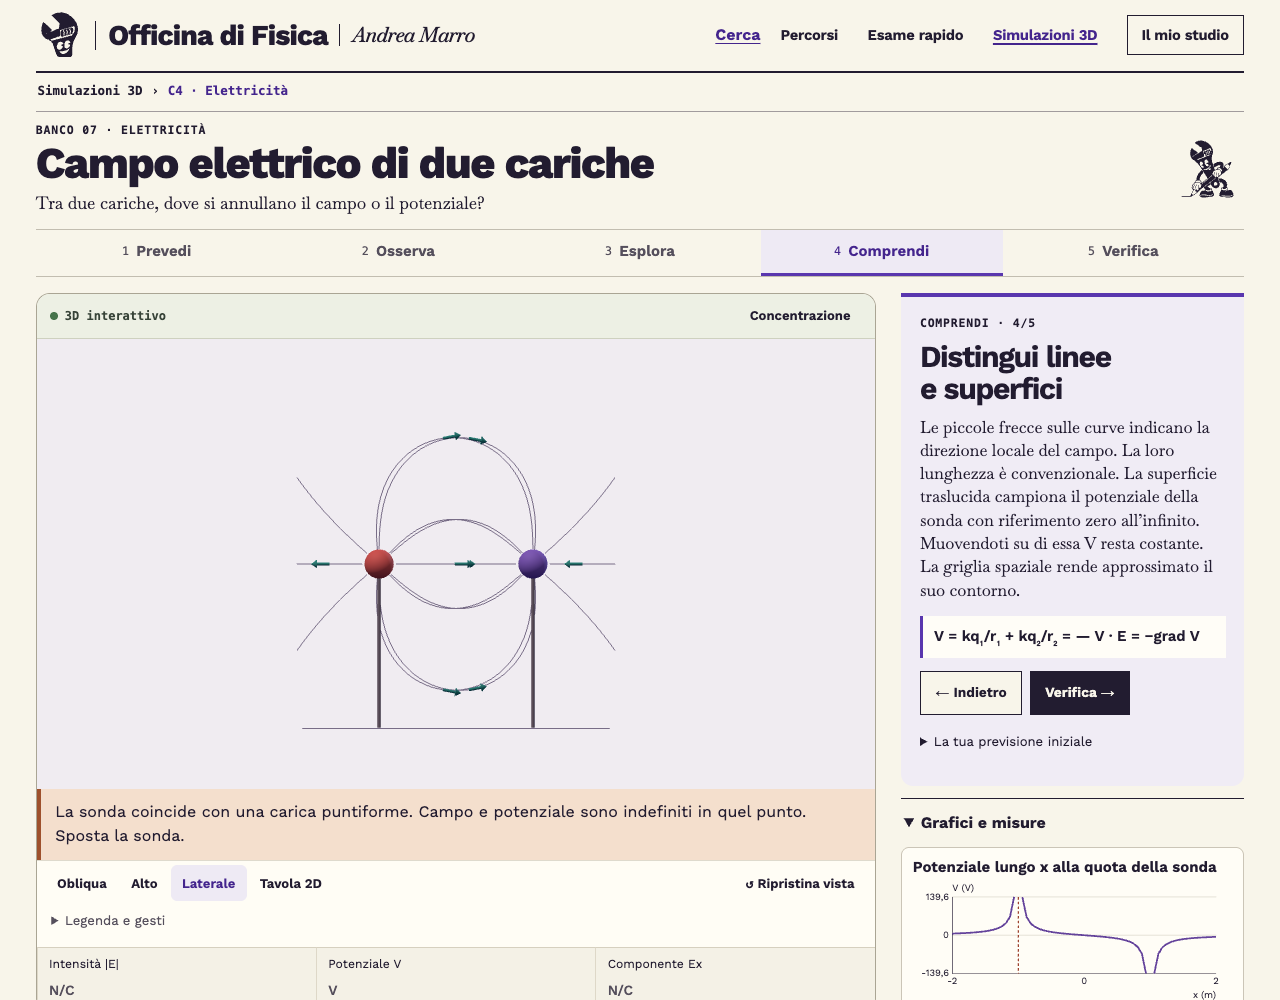 Officina di Fisica
Andrea Marro
Cerca
Percorsi
Esame rapido
Simulazioni 3D
Il mio studio
Simulazioni 3D › C4 · Elettricità
BANCO 07 · ELETTRICITÀ
Campo elettrico di due cariche
Tra due cariche, dove si annullano il campo o il potenziale?
1 Prevedi
2 Osserva
3 Esplora
4 Comprendi
5 Verifica
3D interattivo
Concentrazione
La sonda coincide con una carica puntiforme. Campo e potenziale sono indefiniti in quel punto.
Sposta la sonda.
Obliqua
Alto
Laterale
Tavola 2D
↺ Ripristina vista
▶ Legenda e gesti
Intensità |E|
N/C
Potenziale V
V
Componente Ex
N/C
COMPRENDI · 4/5
Distingui linee
e superfici
Le piccole frecce sulle curve indicano la
direzione locale del campo. La loro
lunghezza è convenzionale. La superficie
traslucida campiona il potenziale della
sonda con riferimento zero all’infinito.
Muovendoti su di essa V resta costante.
La griglia spaziale rende approssimato il
suo contorno.
V = kq₁/r₁ + kq₂/r₂ = — V · E = −grad V
← Indietro
Verifica →
▶ La tua previsione iniziale
▼ Grafici e misure
Potenziale lungo x alla quota della sonda
V (V)
139,6
0
-139,6
-2
0
2
x (m)